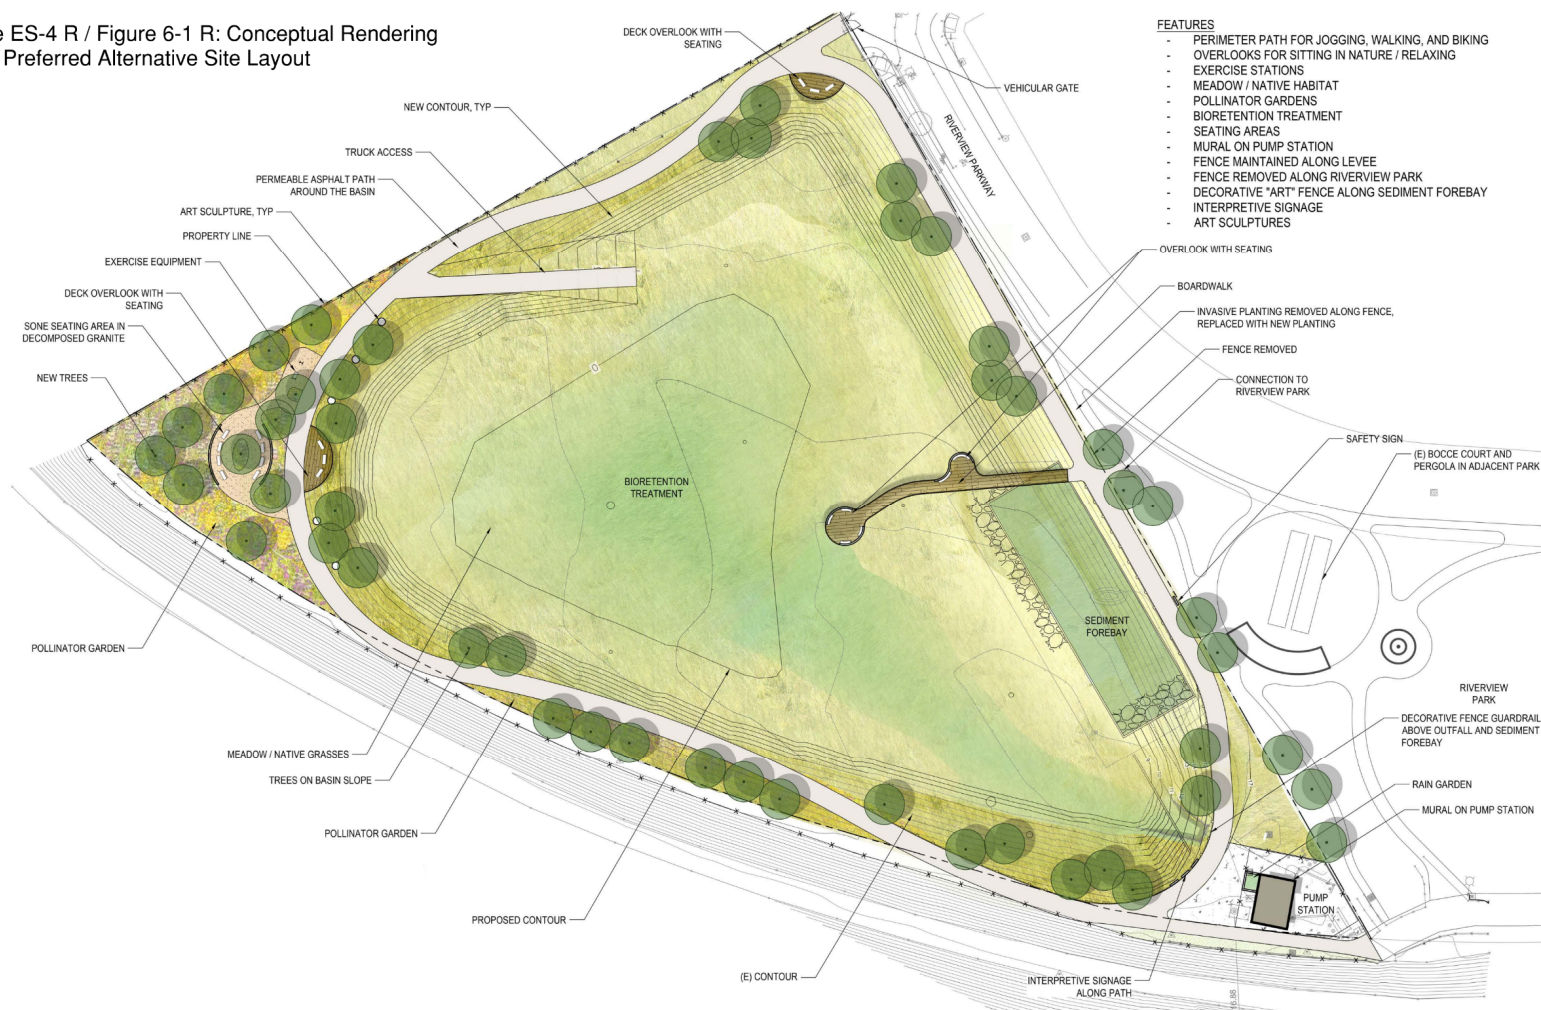 e ES-4 R / Figure 6-1 R: Conceptual Rendering
Preferred Alternative Site Layout
FEATURES
- PERIMETER PATH FOR JOGGING, WALKING, AND BIKING
- OVERLOOKS FOR SITTING IN NATURE / RELAXING
- EXERCISE STATIONS
- MEADOW / NATIVE HABITAT
- POLLINATOR GARDENS
- BIORETENTION TREATMENT
- SEATING AREAS
- MURAL ON PUMP STATION
- FENCE MAINTAINED ALONG LEVEE
- FENCE REMOVED ALONG RIVERVIEW PARK
- DECORATIVE "ART" FENCE ALONG SEDIMENT FOREBAY
- INTERPRETIVE SIGNAGE
- ART SCULPTURES
DECK OVERLOOK WITH
SEATING
VEHICULAR GATE
NEW CONTOUR, TYP
RIVERVIEW PARKWAY
TRUCK ACCESS
PERMEABLE ASPHALT PATH
AROUND THE BASIN
ART SCULPTURE, TYP
PROPERTY LINE
EXERCISE EQUIPMENT
DECK OVERLOOK WITH
SEATING
SONE SEATING AREA IN
DECOMPOSED GRANITE
NEW TREES
OVERLOOK WITH SEATING
BOARDWALK
INVASIVE PLANTING REMOVED ALONG FENCE,
REPLACED WITH NEW PLANTING
FENCE REMOVED
CONNECTION TO
RIVERVIEW PARK
SAFETY SIGN
(E) BOCCE COURT AND
PERGOLA IN ADJACENT PARK
BIORETENTION
TREATMENT
SEDIMENT
FOREBAY
POLLINATOR GARDEN
RIVERVIEW
PARK
DECORATIVE FENCE GUARDRAIL
ABOVE OUTFALL AND SEDIMENT
FOREBAY
MEADOW / NATIVE GRASSES
TREES ON BASIN SLOPE
RAIN GARDEN
MURAL ON PUMP STATION
POLLINATOR GARDEN
PUMP
STATION
PROPOSED CONTOUR
(E) CONTOUR
INTERPRETIVE SIGNAGE
ALONG PATH